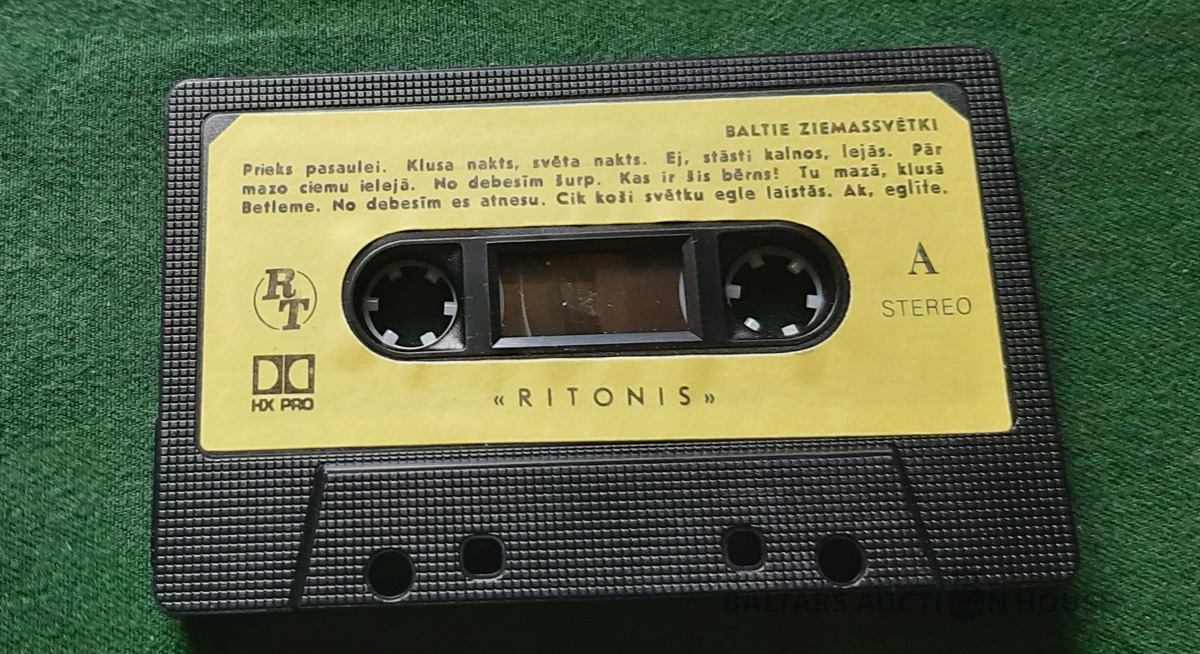 BALTIE ZIEMASSVĒTKI
Prieks pasaulei. Klusa nakts, svēta nakts. Ej, stāsti kalnos, lejās. Pār
mazo ciemu ielejā. No debesīm šurp. Kas ir šis bērns! Tu mazā, klusā
Betleme. No debesīm es atnesu. Cik koši svētku egle laistās. Ak, eglīte.
RT
A
STEREO
HX PRO
«RITONIS»
BALTARS AUCTION HOUSE